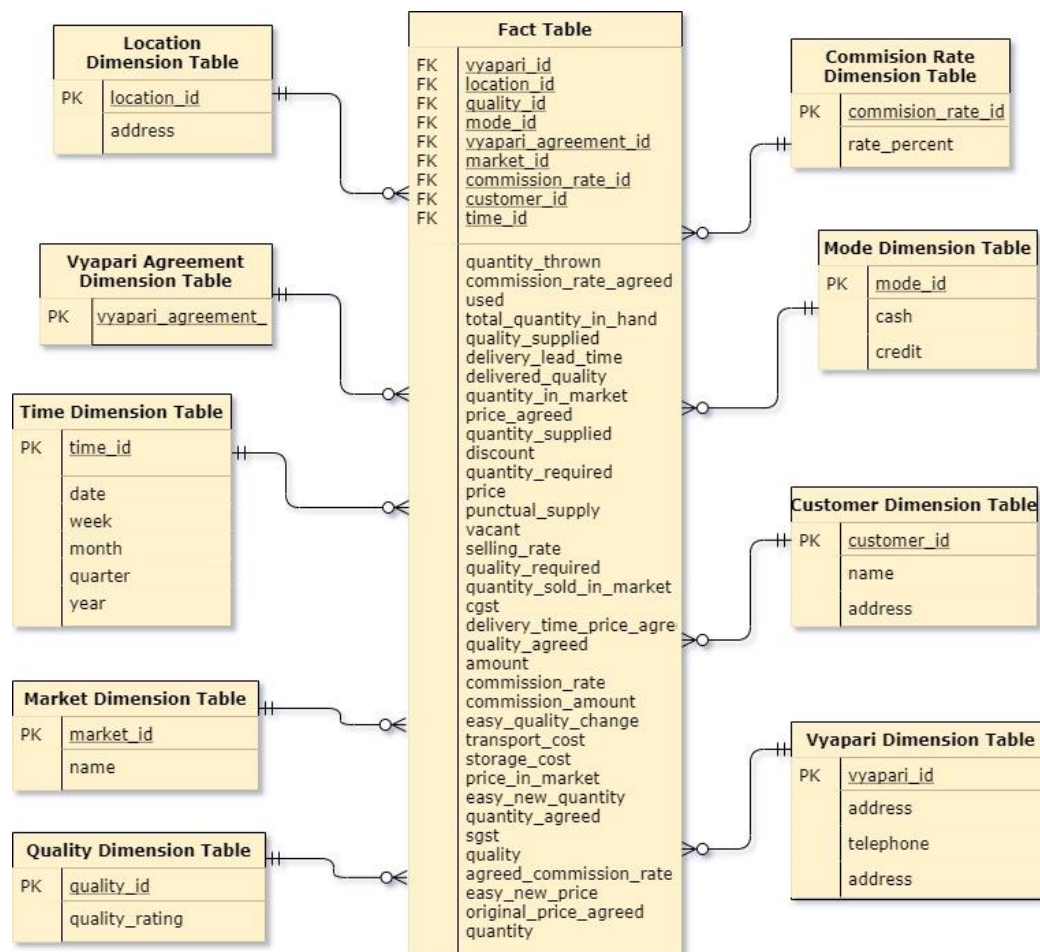 Location
Dimension Table
PK location_id
address
Vyapari Agreement
Dimension Table
PK vyapari_agreement_
Time Dimension Table
PK time_id
date
week
month
quarter
year
Market Dimension Table
PK market_id
name
Quality Dimension Table
PK quality_id
quality_rating
Fact Table
FK vyapari_id
FK location_id
FK quality_id
FK mode_id
FK vyapari_agreement_id
FK market_id
FK commission_rate_id
FK customer_id
FK time_id
quantity_thrown
commission_rate_agreed
used
total_quantity_in_hand
quality_supplied
delivery_lead_time
delivered_quality
quantity_in_market
price_agreed
quantity_supplied
discount
quantity_required
price
punctual_supply
vacant
selling_rate
quality_required
quantity_sold_in_market
cgst
delivery_time_price_agre
quality_agreed
amount
commission_rate
commission_amount
easy_quality_change
transport_cost
storage_cost
price_in_market
easy_new_quantity
quantity_agreed
sgst
quality
agreed_commission_rate
easy_new_price
original_price_agreed
quantity
Commision Rate
Dimension Table
PK commision_rate_id
rate_percent
Mode Dimension Table
PK mode_id
cash
credit
Customer Dimension Table
PK customer_id
name
address
Vyapari Dimension Table
PK vyapari_id
address
telephone
address